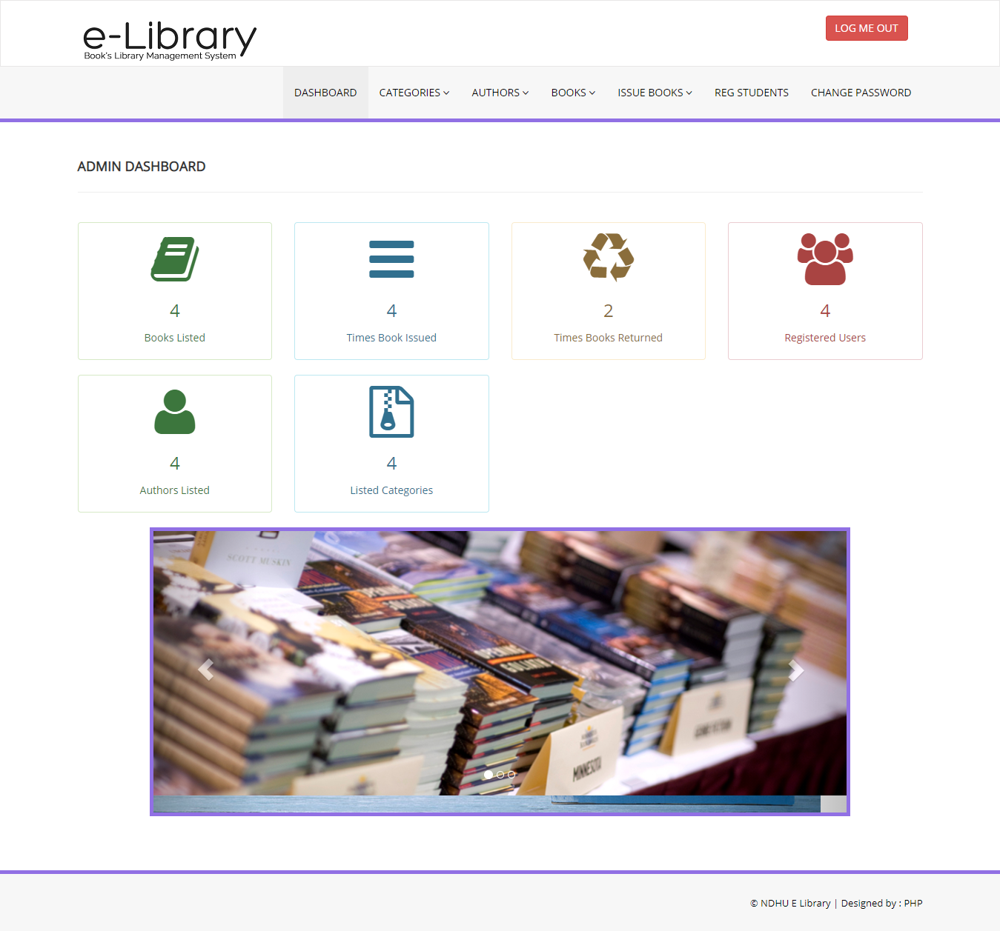 e-Library
Book's Library Management System
LOG ME OUT
DASHBOARD
CATEGORIES
AUTHORS
BOOKS
ISSUE BOOKS
REG STUDENTS
CHANGE PASSWORD
ADMIN DASHBOARD
4
Books Listed
4
Times Book Issued
2
Times Books Returned
4
Registered Users
4
Authors Listed
4
Listed Categories
SCOTT MUSKIN
MINNESOTA
© NDHU E Library | Designed by : PHP